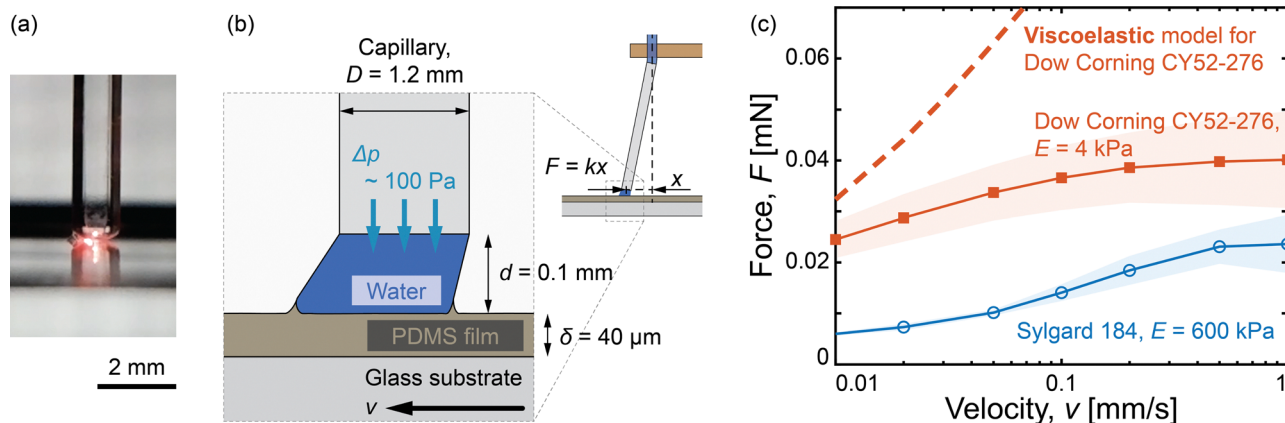 (a)
2 mm
(b)
Capillary,
D = 1.2 mm
Δp
~ 100 Pa
Water
d = 0.1 mm
PDMS film
δ = 40 μm
Glass substrate
v
F = kx
x
(c)
Force, F [mN]
0.06
0.04
0.02
0
0.01
0.1
1
Velocity, v [mm/s]
Viscoelastic model for
Dow Corning CY52-276
Dow Corning CY52-276,
E = 4 kPa
Sylgard 184, E = 600 kPa